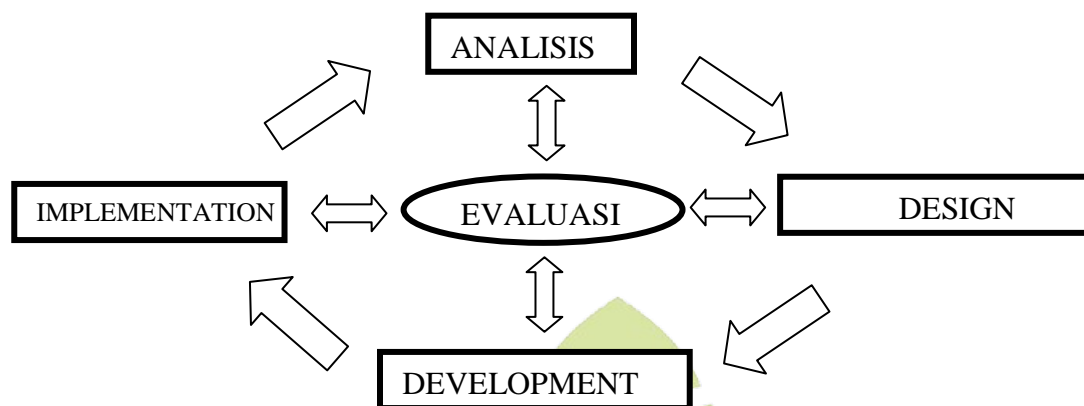 ANALISIS
IMPLEMENTATION
EVALUASI
DESIGN
DEVELOPMENT